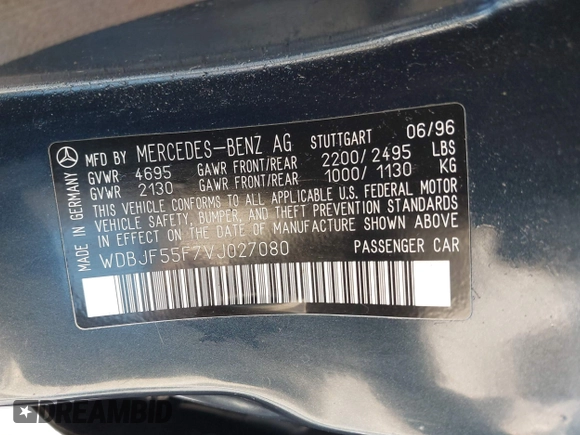 MADE IN GERMANY
MFD BY MERCEDES-BENZ AG STUTTGART 06/96
GVWR 4695 GAWR FRONT/REAR 2200/2495 LBS
GVWR 2130 GAWR FRONT/REAR 1000/1130 KG
THIS VEHICLE CONFORMS TO ALL APPLICABLE U.S. FEDERAL MOTOR
VEHICLE SAFETY, BUMPER, AND THEFT PREVENTION STANDARDS
IN EFFECT ON THE DATE OF MANUFACTURE SHOWN ABOVE
WDBJF55F7VJ027080 PASSENGER CAR
DREAMBID